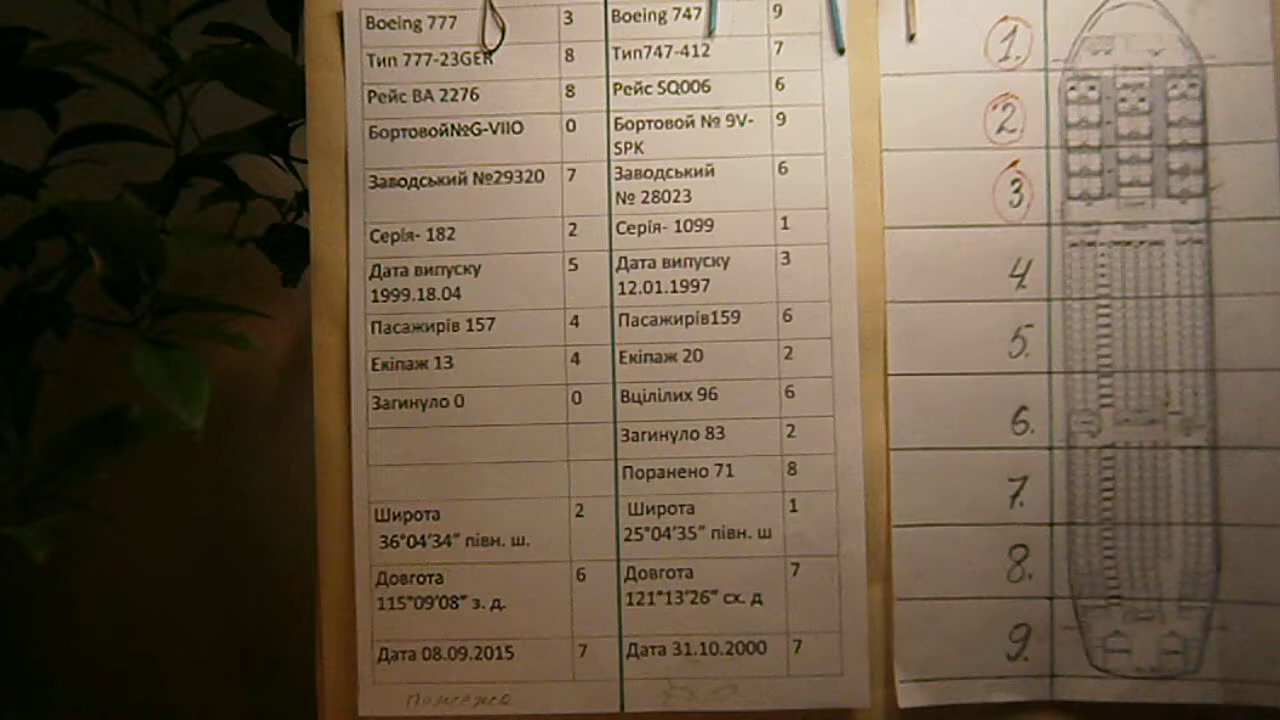 Boeing 777 3 Boeing 747 9
Тип 777-23GER 8 Тип747-412 7
Рейс BA 2276 8 Рейс SQ006 6
Бортовой№G-VIIO 0 Бортовой № 9V-
SPK 9
Заводський №29320 7 Заводський
№ 28023 6
Серія- 182 2 Серія- 1099 1
Дата випуску
1999.18.04 5 Дата випуску
12.01.1997 3
Пасажирів 157 4 Пасажирів159 6
Екіпаж 13 4 Екіпаж 20 2
Загинуло 0 0 Вцілілих 96 6
Загинуло 83 2
Поранено 71 8
Широта
36°04′34″ півн. ш. 2 Широта
25°04′35″ півн. ш 1
Довгота
115°09′08″ з. д. 6 Довгота
121°13′26″ сх. д 7
Дата 08.09.2015 7 Дата 31.10.2000 7
Пожежа
1.
2
3
4.
5.
6.
7.
8.
9.